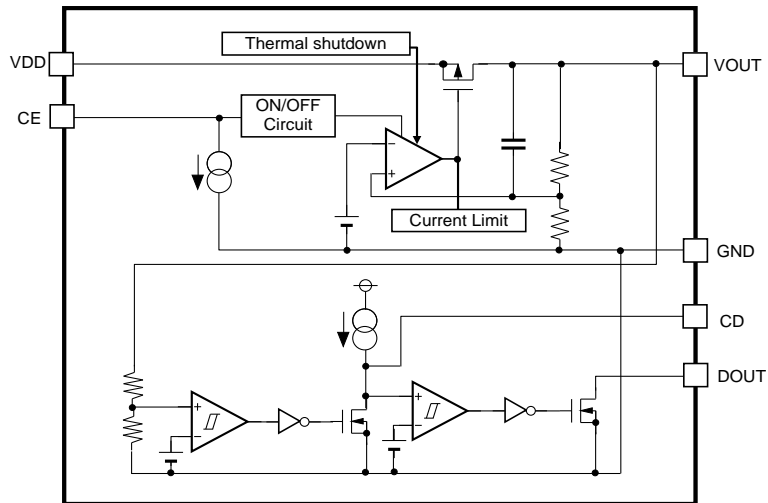 Thermal shutdown
VDD
VOUT
CE
ON/OFF
Circuit
−
+
Current Limit
GND
CD
DOUT
+
−
+
−